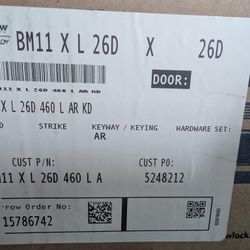 BM11 X L 26D X 26D
DOOR:
X L 26D 460 L AR KD
STRIKE KEYWAY / KEYING HARDWARE SET:
AR
CUST P/N: CUST PO:
M11 X L 26D 460 L A 5248212
rrow Order No:
15786742